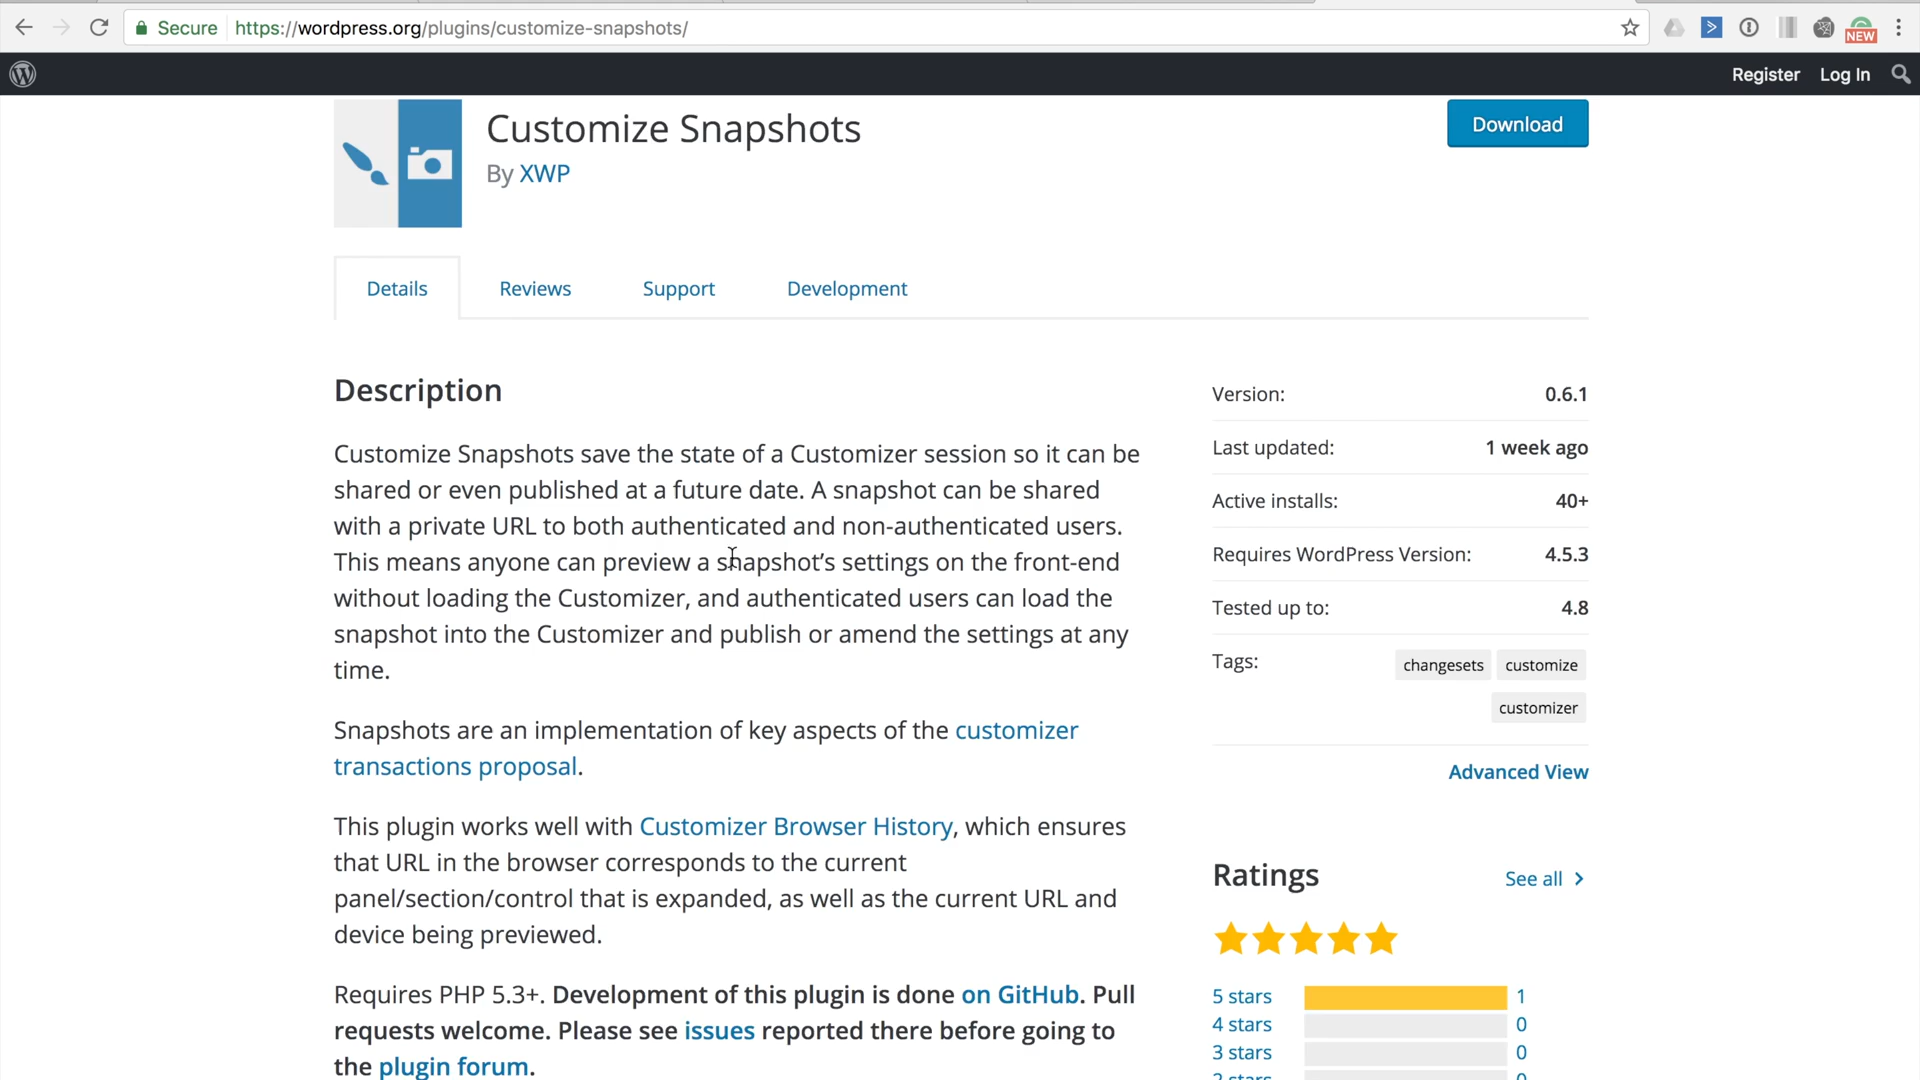 Secure https://wordpress.org/plugins/customize-snapshots/
NEW
Register Log In
Customize Snapshots
Download
By XWP
Details Reviews Support Development
Description
Customize Snapshots save the state of a Customizer session so it can be
shared or even published at a future date. A snapshot can be shared
with a private URL to both authenticated and non-authenticated users.
This means anyone can preview a snapshot’s settings on the front-end
without loading the Customizer, and authenticated users can load the
snapshot into the Customizer and publish or amend the settings at any
time.
Snapshots are an implementation of key aspects of the customizer
transactions proposal.
This plugin works well with Customizer Browser History, which ensures
that URL in the browser corresponds to the current
panel/section/control that is expanded, as well as the current URL and
device being previewed.
Requires PHP 5.3+. Development of this plugin is done on GitHub. Pull
requests welcome. Please see issues reported there before going to
the plugin forum.
Version: 0.6.1
Last updated: 1 week ago
Active installs: 40+
Requires WordPress Version: 4.5.3
Tested up to: 4.8
Tags: changesets customize
customizer
Advanced View
Ratings See all
5 stars 1
4 stars 0
3 stars 0
2 stars 0